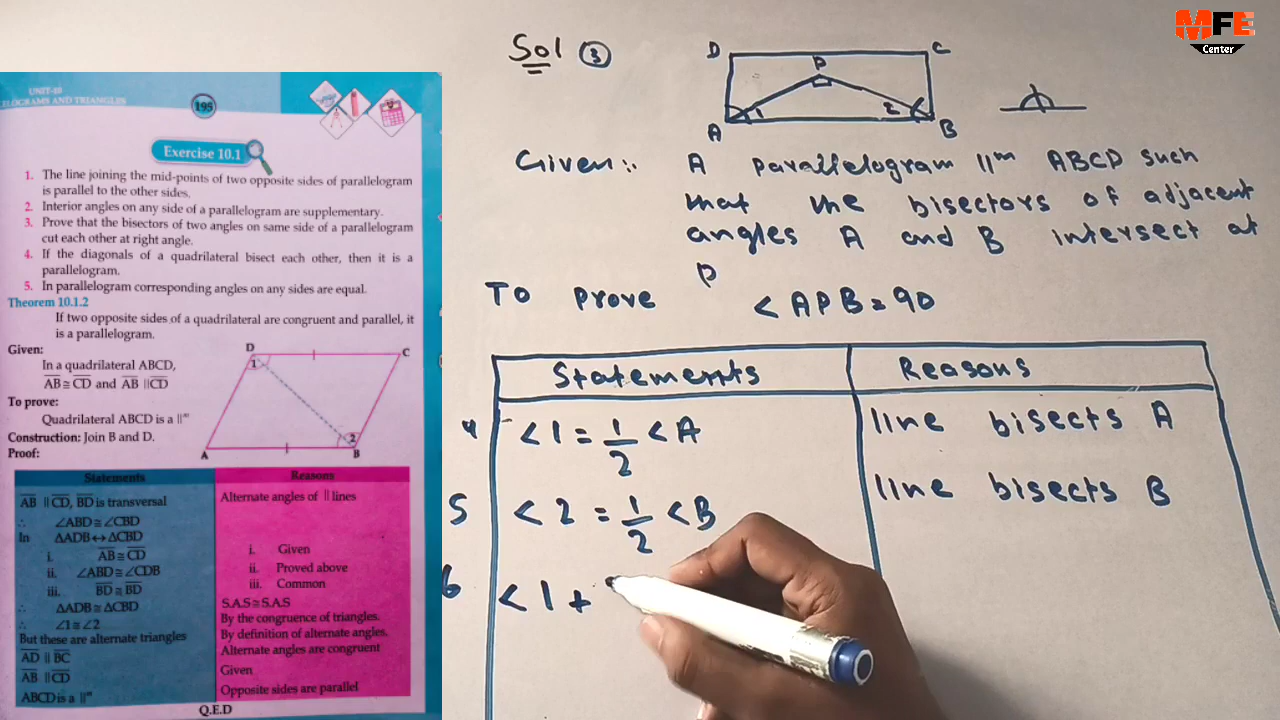 MFE
Center
UNIT-10
ELOGRAMS AND TRIANGLES
195
Exercise 10.1
1. The line joining the mid-points of two opposite sides of parallelogram
is parallel to the other sides.
2. Interior angles on any side of a parallelogram are supplementary.
3. Prove that the bisectors of two angles on same side of a parallelogram
cut each other at right angle.
4. If the diagonals of a quadrilateral bisect each other, then it is a
parallelogram.
5. In parallelogram corresponding angles on any sides are equal.
Theorem 10.1.2
If two opposite sides of a quadrilateral are congruent and parallel, it
is a parallelogram.
Given:
In a quadrilateral ABCD,
AB ≅ CD and AB ||CD
To prove:
Quadrilateral ABCD is a ||m
Construction: Join B and D.
Proof:
D
C
1
2
A
B
Statements
Reasons
AB || CD, BD is transversal
Alternate angles of || lines
∴ ∠ABD ≅ ∠CBD
In ΔADB ↔ ΔCBD
i. AB ≅ CD
i. Given
ii. ∠ABD ≅ ∠CDB
ii. Proved above
iii. BD ≅ BD
iii. Common
∴ ΔADB ≅ ΔCBD
S.A.S ≅ S.A.S
∴ ∠1 ≅ ∠2
By the congruence of triangles.
But these are alternate triangles
By definition of alternate angles.
AD || BC
Alternate angles are congruent
AB || CD
Given
ABCD is a ||m
Opposite sides are parallel
Q.E.D
Sol 3
D
C
P
1
2
A
B
Given:. A parallelogram ||m ABCD such
that the bisectors of adjacent
angles A and B intersect at
P
To prove <APB=90
Statements
Reasons
4 <1 = 1/2 <A
line bisects A
5 <2 = 1/2 <B
line bisects B
6 <1 +